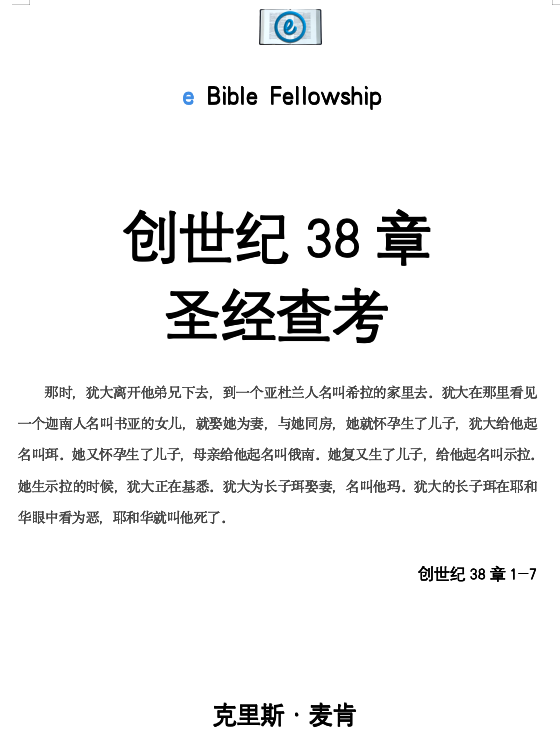 e
e Bible Fellowship
创世纪 38 章
圣经查考
那时，犹大离开他弟兄下去，到一个亚杜兰人名叫希拉的家里去．犹大在那里看见
一个迦南人名叫书亚的女儿，就娶她为妻，与她同房，她就怀孕生了儿子，犹大给他起
名叫珥．她又怀孕生了儿子，母亲给他起名叫俄南．她复又生了儿子，给他起名叫示拉．
她生示拉的时候，犹大正在基悉．犹大为长子珥娶妻，名叫他玛．犹大的长子珥在耶和
华眼中看为恶，耶和华就叫他死了．
创世纪 38 章 1-7
克里斯·麦肯